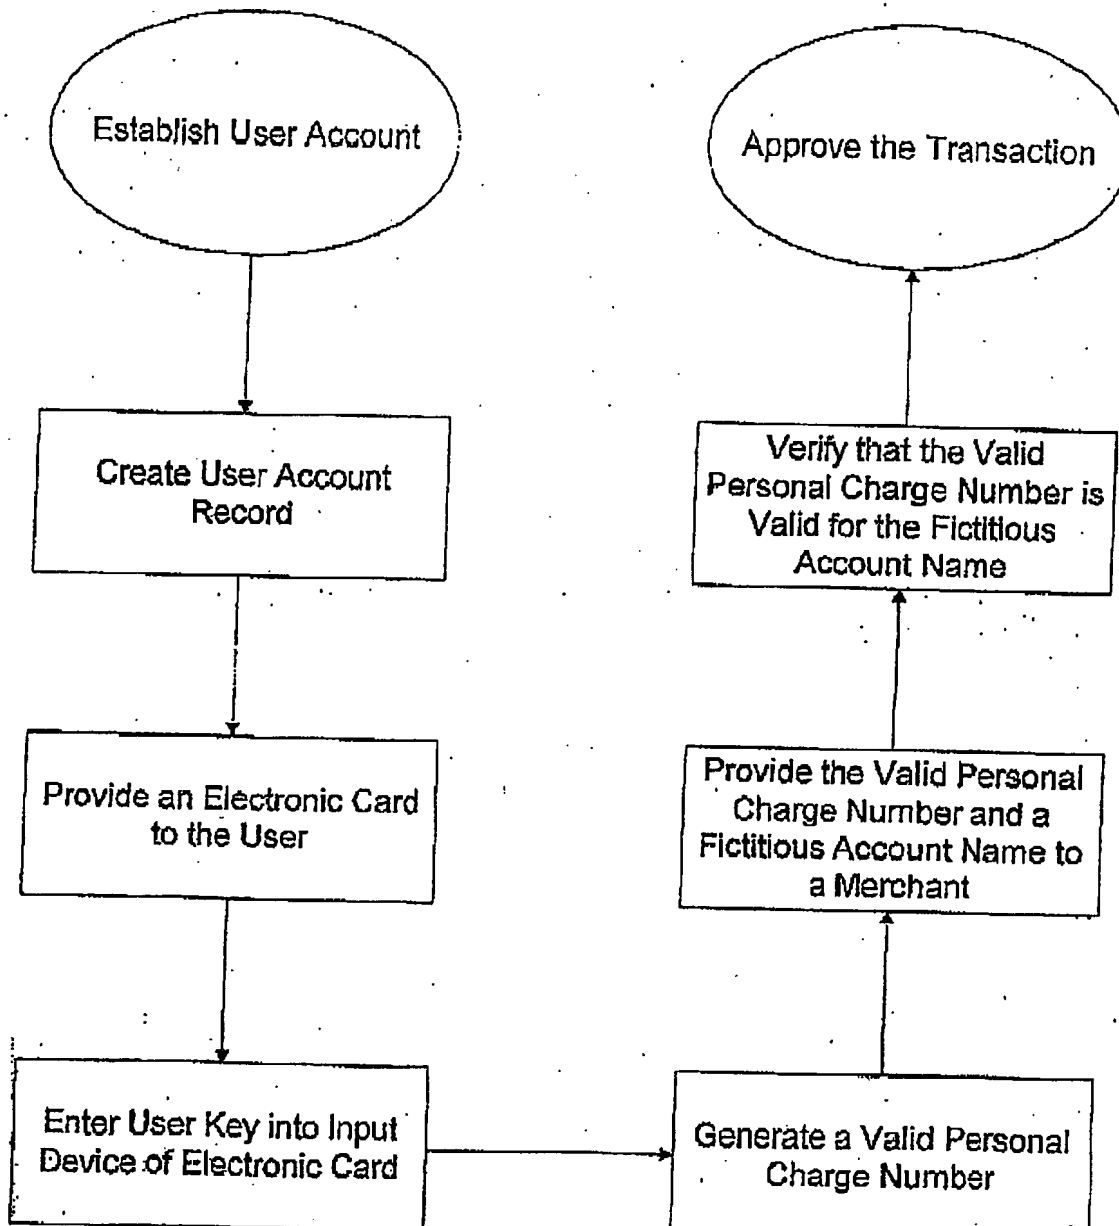 Establish User Account
Create User Account
Record
Provide an Electronic Card
to the User
Enter User Key into Input
Device of Electronic Card
Generate a Valid Personal
Charge Number
Provide the Valid Personal
Charge Number and a
Fictitious Account Name to
a Merchant
Verify that the Valid
Personal Charge Number is
Valid for the Fictitious
Account Name
Approve the Transaction